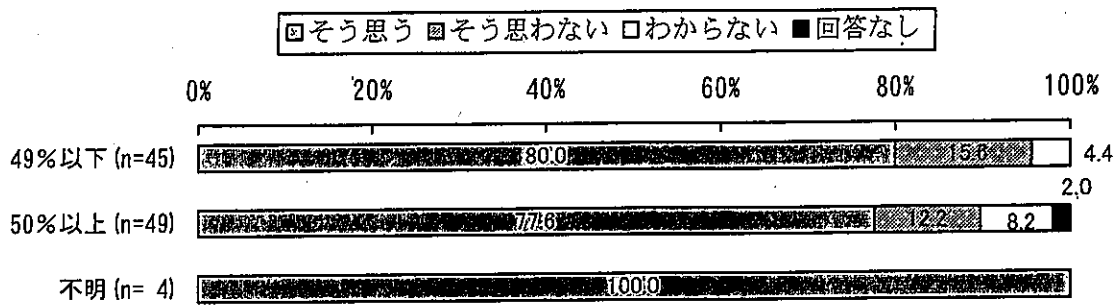 そう思う そう思わない わからない 回答なし
0% 20% 40% 60% 80% 100%
49%以下 (n=45) 80.0 15.6 4.4
2.0
50%以上 (n=49) 77.6 12.2 8.2
不明 (n= 4) 100.0